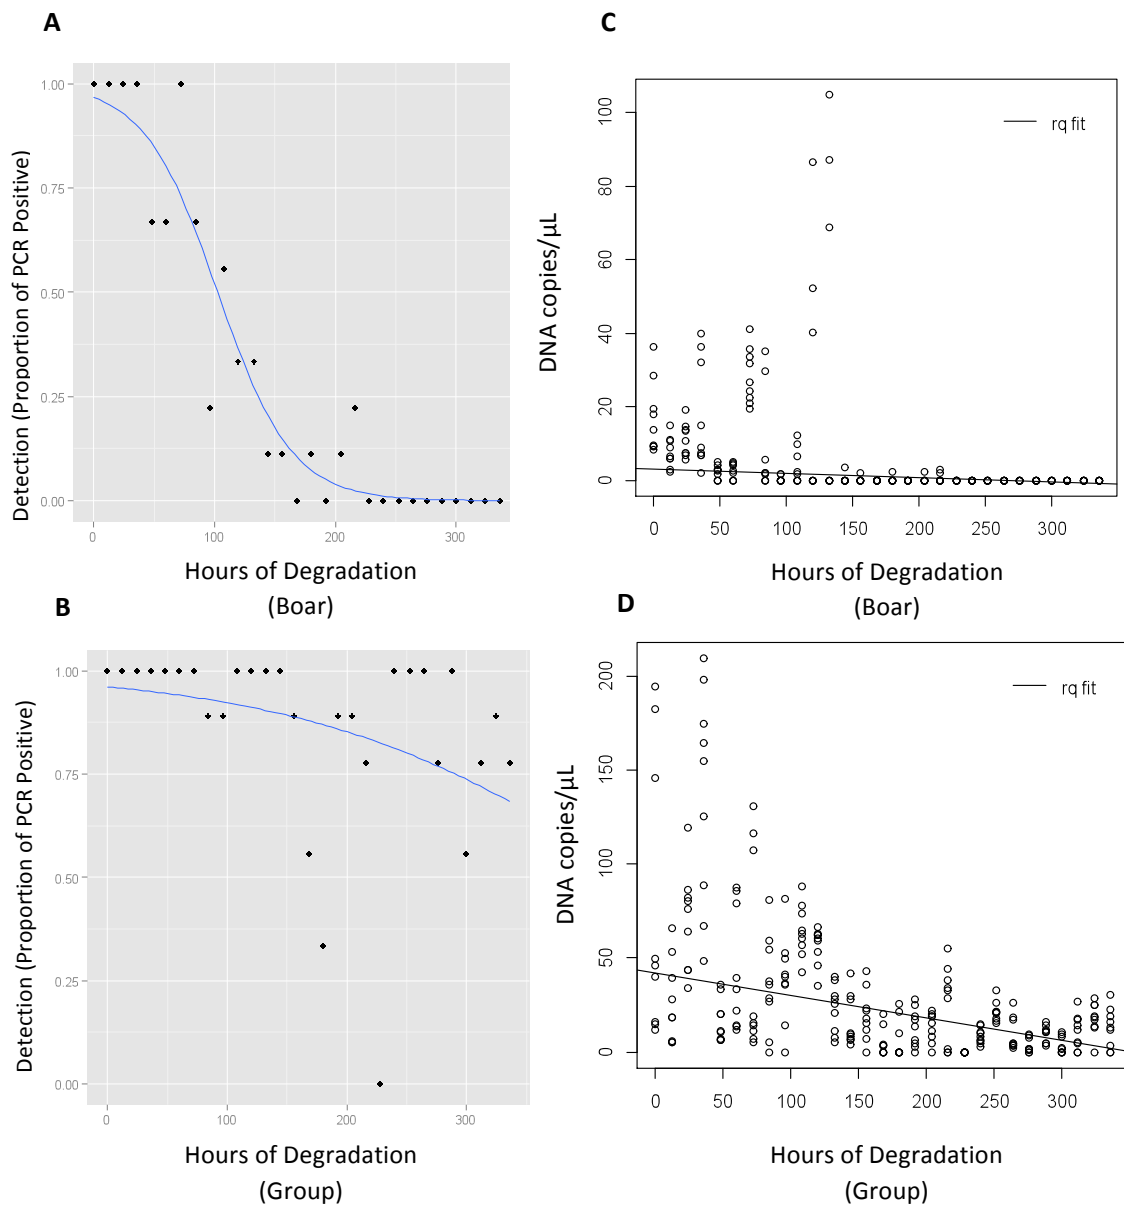 A
1.00
0.75
0.50
0.25
0.00
0
100
200
300
Detection (Proportion of PCR Positive)
Hours of Degradation
(Boar)
C
100
80
60
40
20
0
0
50
100
150
200
250
300
rq fit
DNA copies/µL
Hours of Degradation
(Boar)
B
1.00
0.75
0.50
0.25
0.00
0
100
200
300
Detection (Proportion of PCR Positive)
Hours of Degradation
(Group)
D
200
150
100
50
0
0
50
100
150
200
250
300
rq fit
DNA copies/µL
Hours of Degradation
(Group)